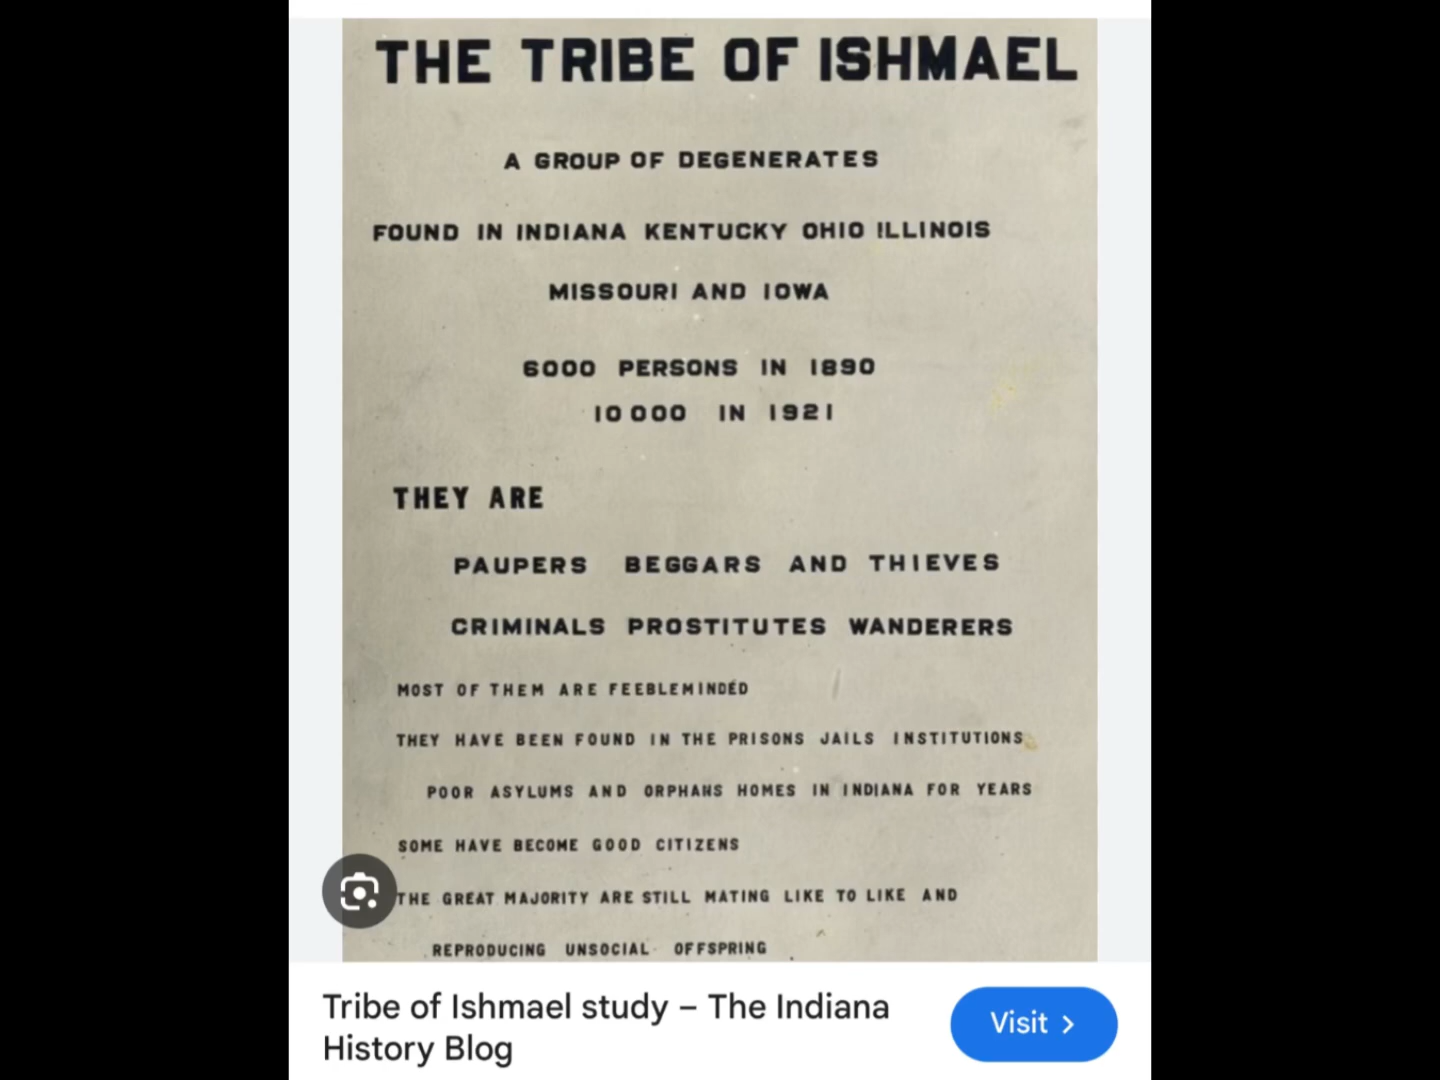 THE TRIBE OF ISHMAEL
A GROUP OF DEGENERATES
FOUND IN INDIANA KENTUCKY OHIO ILLINOIS
MISSOURI AND IOWA
6000 PERSONS IN 1890
10 000 IN 1921
THEY ARE
PAUPERS BEGGARS AND THIEVES
CRIMINALS PROSTITUTES WANDERERS
MOST OF THEM ARE FEEBLEMINDED
THEY HAVE BEEN FOUND IN THE PRISONS JAILS INSTITUTIONS
POOR ASYLUMS AND ORPHANS HOMES IN INDIANA FOR YEARS
SOME HAVE BECOME GOOD CITIZENS
THE GREAT MAJORITY ARE STILL MATING LIKE TO LIKE AND
REPRODUCING UNSOCIAL OFFSPRING
Tribe of Ishmael study – The Indiana
History Blog
Visit >